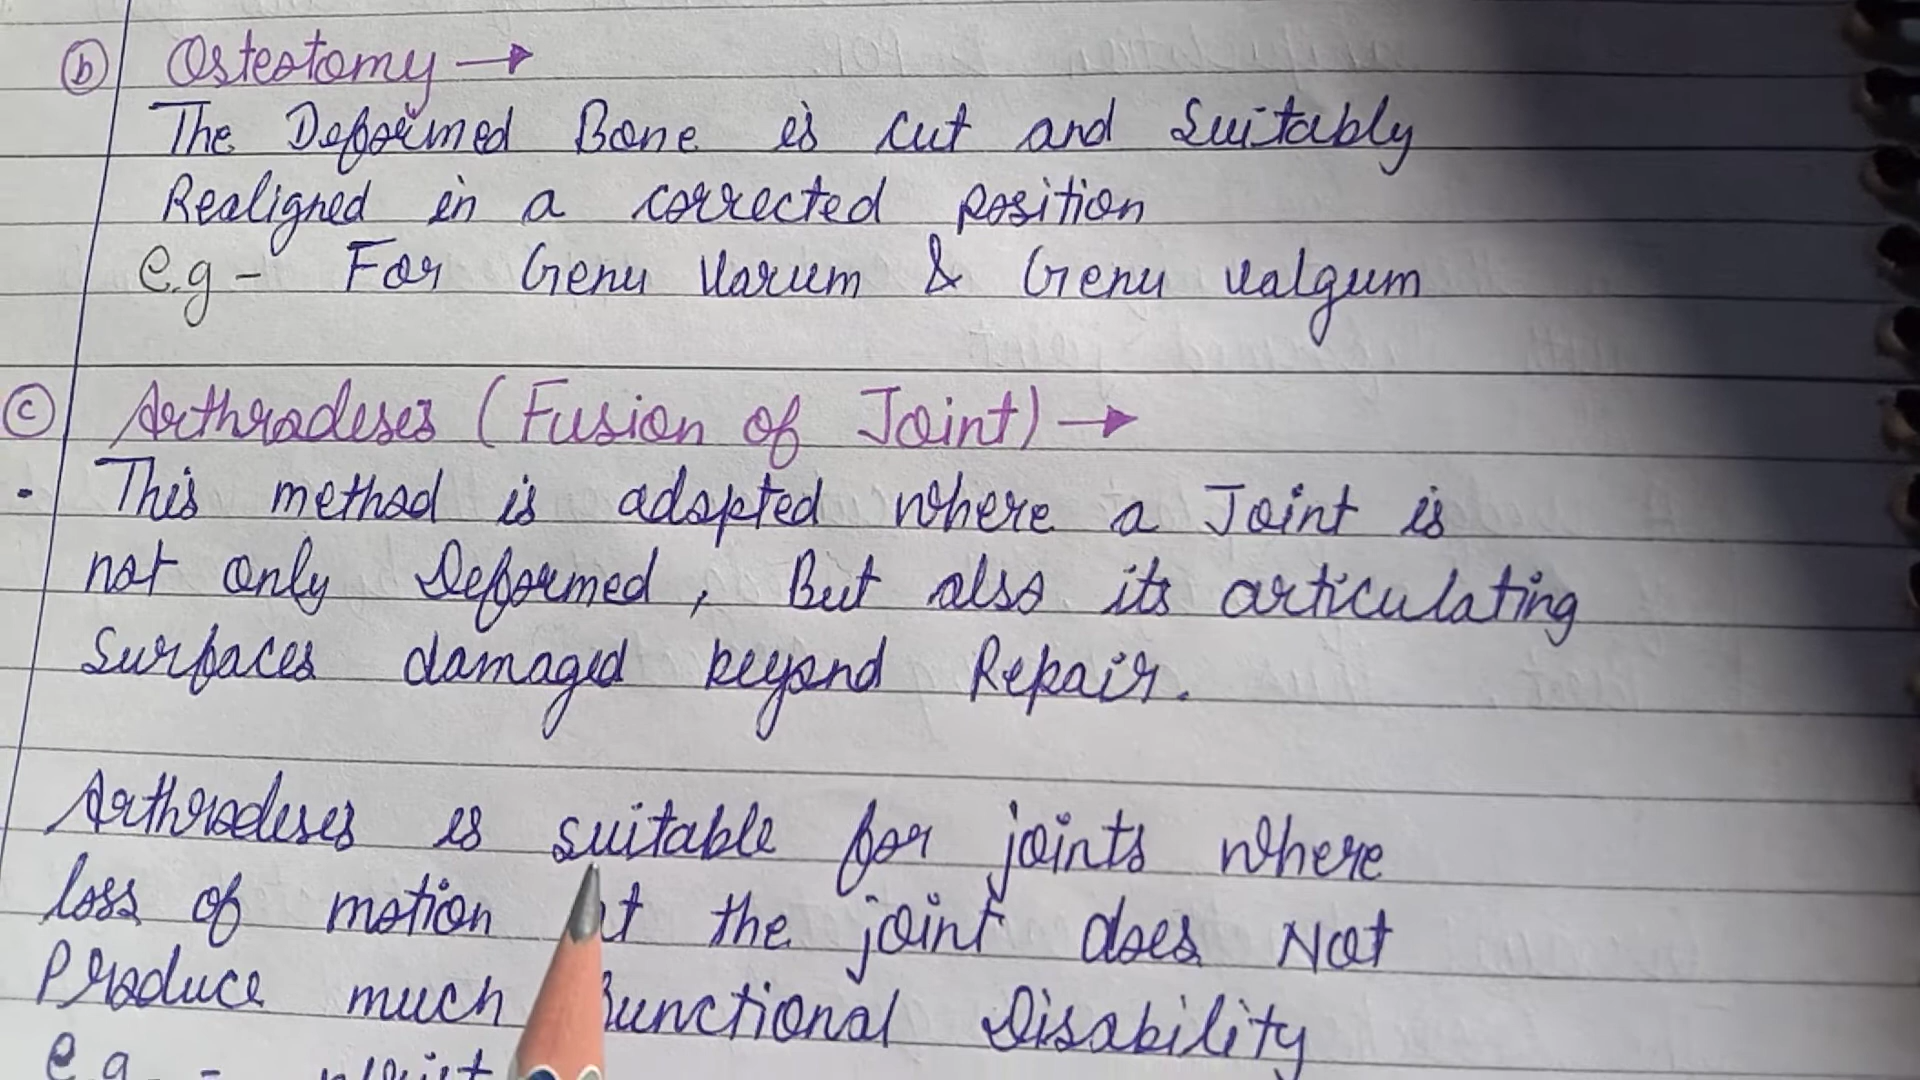 b Osteotomy →
The Deformed Bone is cut and Suitably
Realigned in a corrected position
e.g - For Genu Varum & Genu valgum
c Arthrodeses (Fusion of Joint) →
• This method is adopted where a Joint is
not only Deformed, But also its articulating
Surfaces damaged beyond Repair.
Arthrodeses is suitable for joints where
loss of motion at the joint does Not
Produce much functional Disability
e.g. - wrist